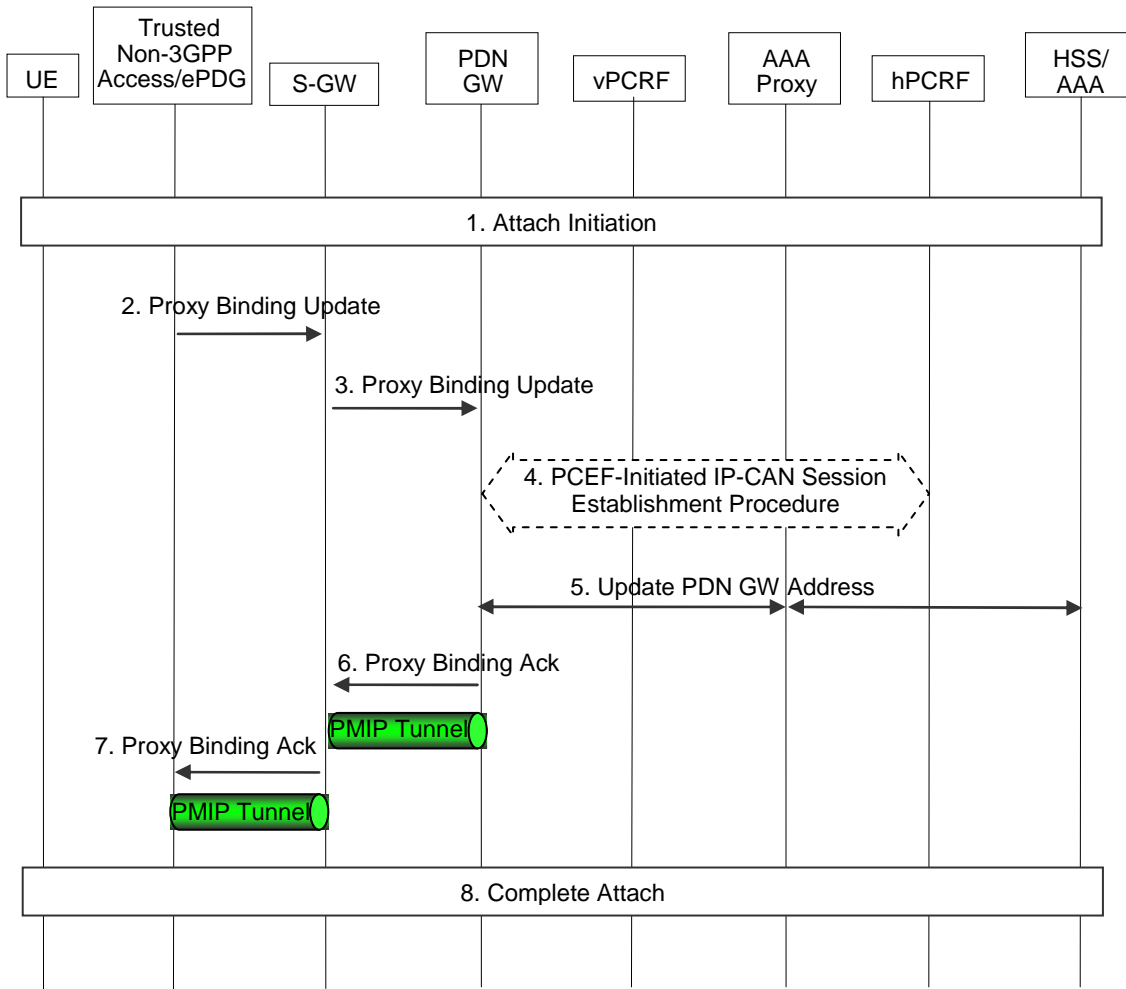 UE
Trusted
Non-3GPP
Access/ePDG
S-GW
PDN
GW
vPCRF
AAA
Proxy
hPCRF
HSS/
AAA
1. Attach Initiation
2. Proxy Binding Update
3. Proxy Binding Update
4. PCEF-Initiated IP-CAN Session
Establishment Procedure
5. Update PDN GW Address
6. Proxy Binding Ack
PMIP Tunnel
7. Proxy Binding Ack
PMIP Tunnel
8. Complete Attach